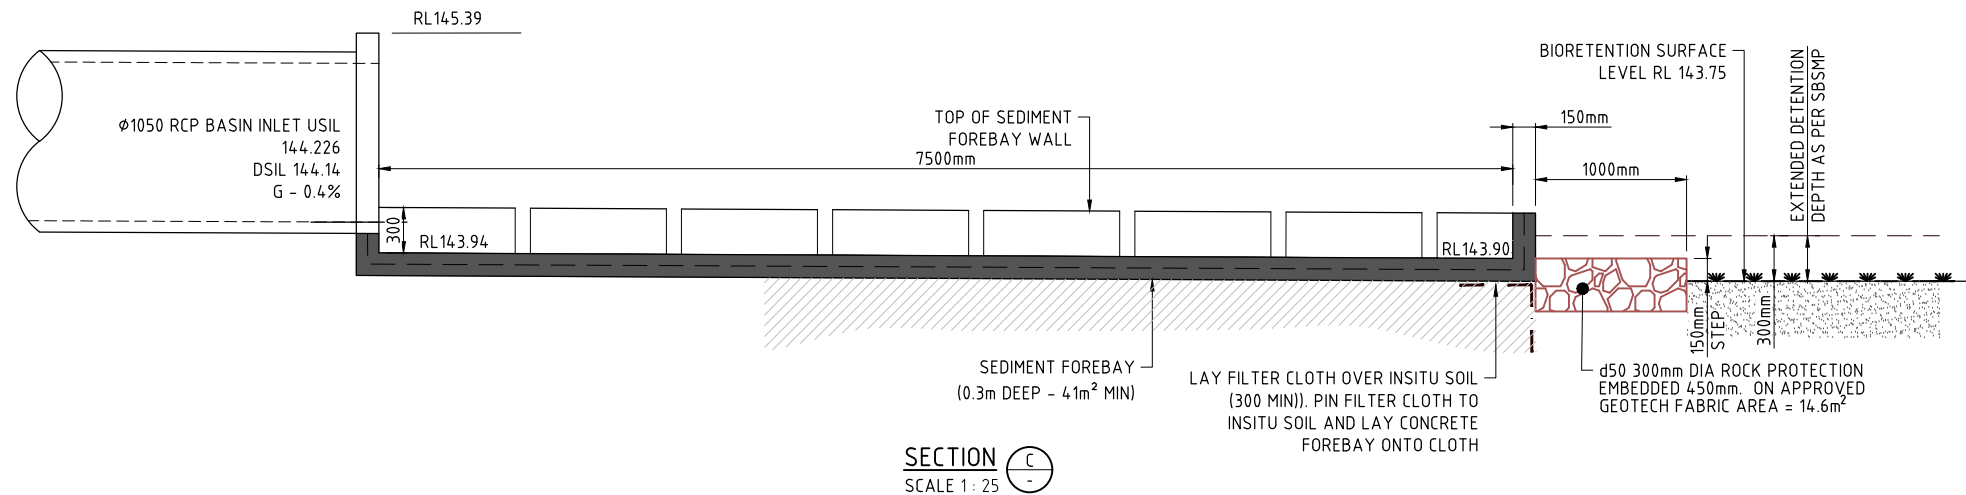 RL145.39
Ø1050 RCP BASIN INLET USIL
144.226
DSIL 144.14
G - 0.4%
300
RL143.94
TOP OF SEDIMENT
FOREBAY WALL
7500mm
RL143.90
150mm
1000mm
BIORETENTION SURFACE
LEVEL RL 143.75
EXTENDED DETENTION
DEPTH AS PER SBSMP
150mm
STEP
300mm
SEDIMENT FOREBAY
(0.3m DEEP - 41m² MIN)
LAY FILTER CLOTH OVER INSITU SOIL
(300 MIN)). PIN FILTER CLOTH TO
INSITU SOIL AND LAY CONCRETE
FOREBAY ONTO CLOTH
d50 300mm DIA ROCK PROTECTION
EMBEDDED 450mm. ON APPROVED
GEOTECH FABRIC AREA = 14.6m²
SECTION
C
-
SCALE 1 : 25